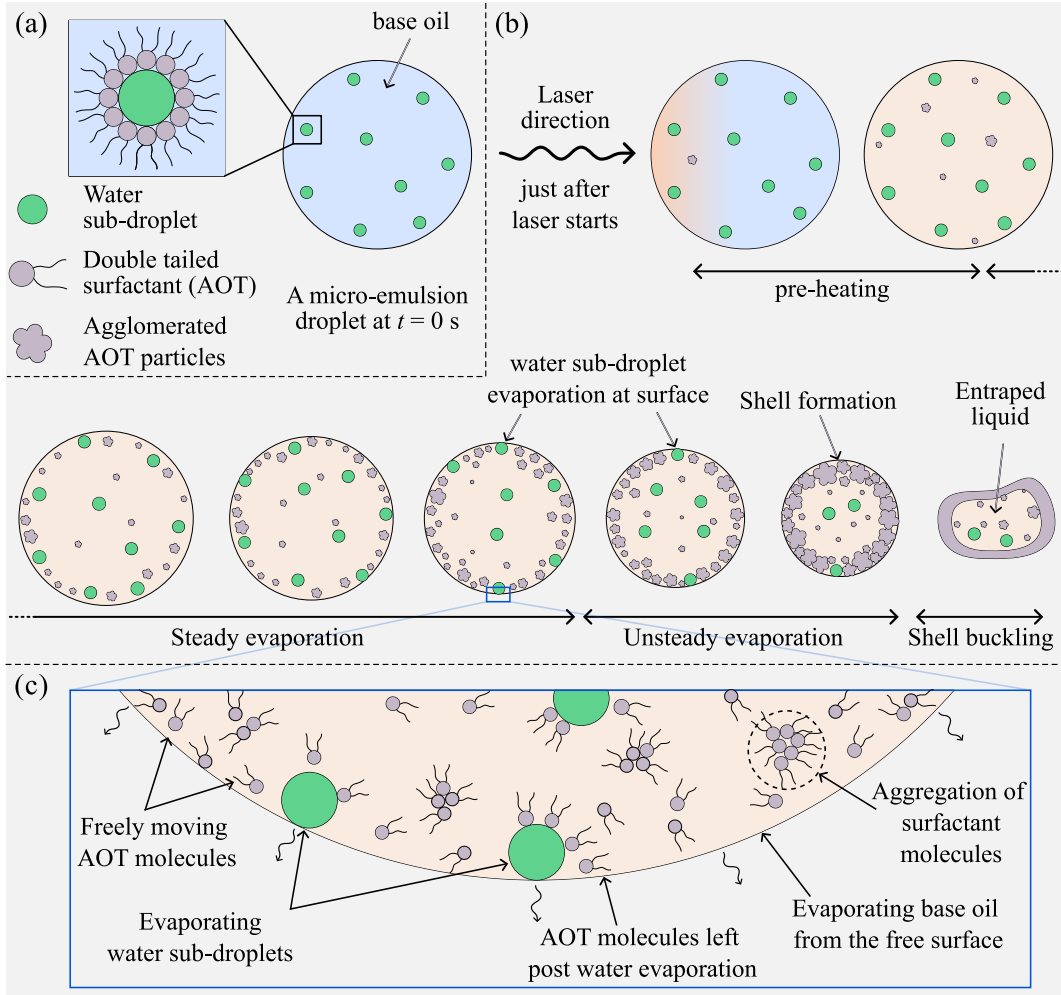 (a)
base oil
Water
sub-droplet
Double tailed
surfactant (AOT)
Agglomerated
AOT particles
A micro-emulsion
droplet at t = 0 s
(b)
Laser
direction
just after
laser starts
pre-heating
water sub-droplet
evaporation at surface
Shell formation
Entraped
liquid
Steady evaporation
Unsteady evaporation
Shell buckling
(c)
Freely moving
AOT molecules
Evaporating
water sub-droplets
AOT molecules left
post water evaporation
Aggregation of
surfactant
molecules
Evaporating base oil
from the free surface